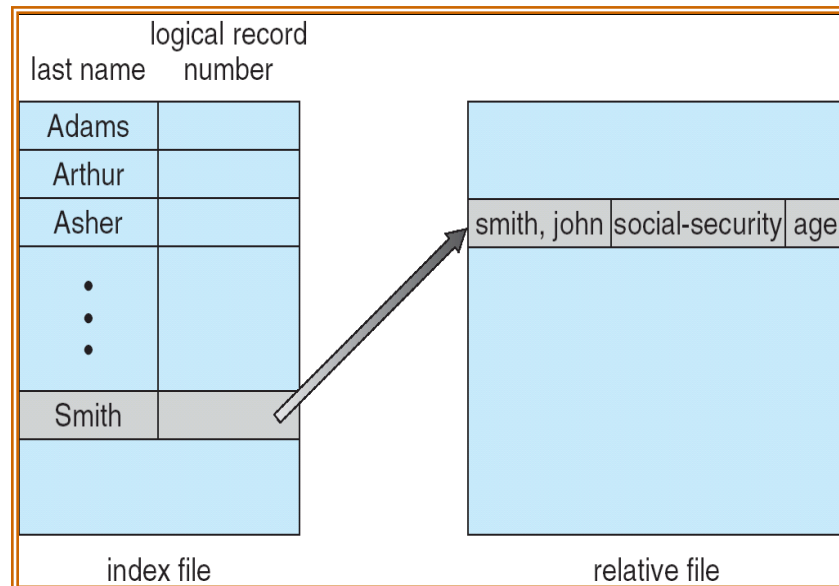 logical record
last name number
Adams
Arthur
Asher
Smith
smith, john social-security age
index file
relative file